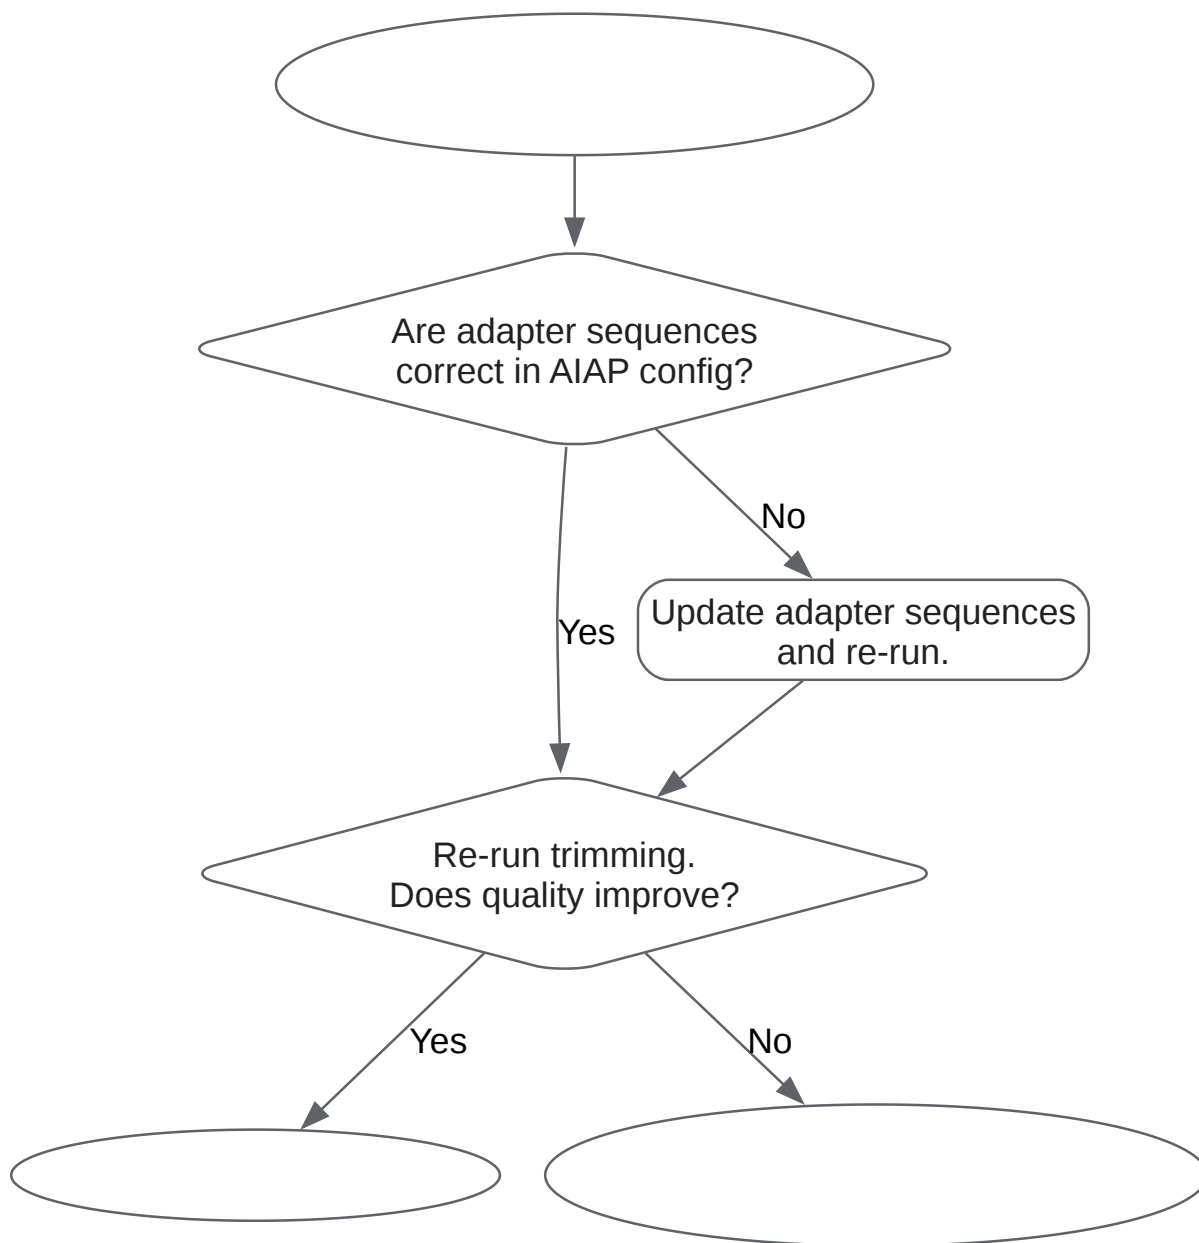 Are adapter sequences
correct in AIAP config?
No
Yes
Update adapter sequences
and re-run.
Re-run trimming.
Does quality improve?
Yes
No